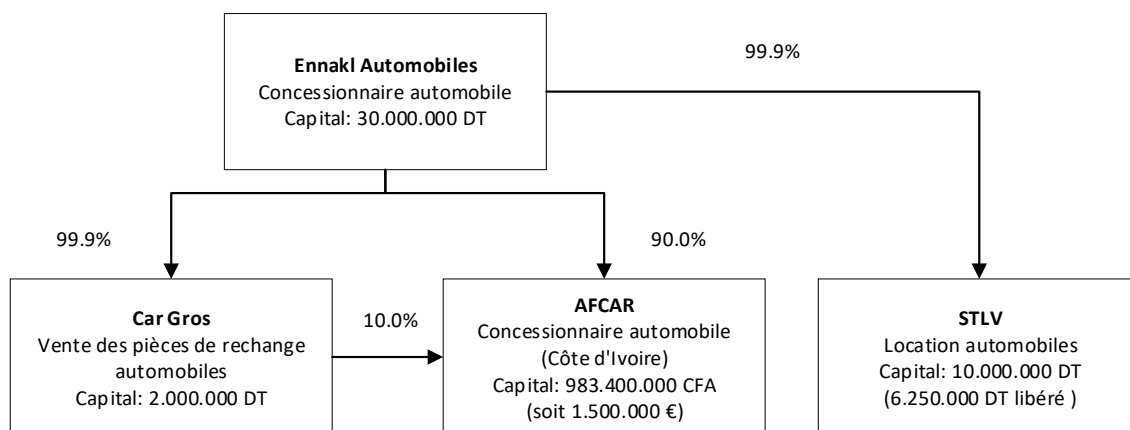 Ennakl Automobiles
Concessionnaire automobile
Capital: 30.000.000 DT
99.9%
99.9%
90.0%
Car Gros
Vente des pièces de rechange
automobiles
Capital: 2.000.000 DT
10.0%
AFCAR
Concessionnaire automobile
(Côte d'Ivoire)
Capital: 983.400.000 CFA
(soit 1.500.000 €)
STLV
Location automobiles
Capital: 10.000.000 DT
(6.250.000 DT libéré )